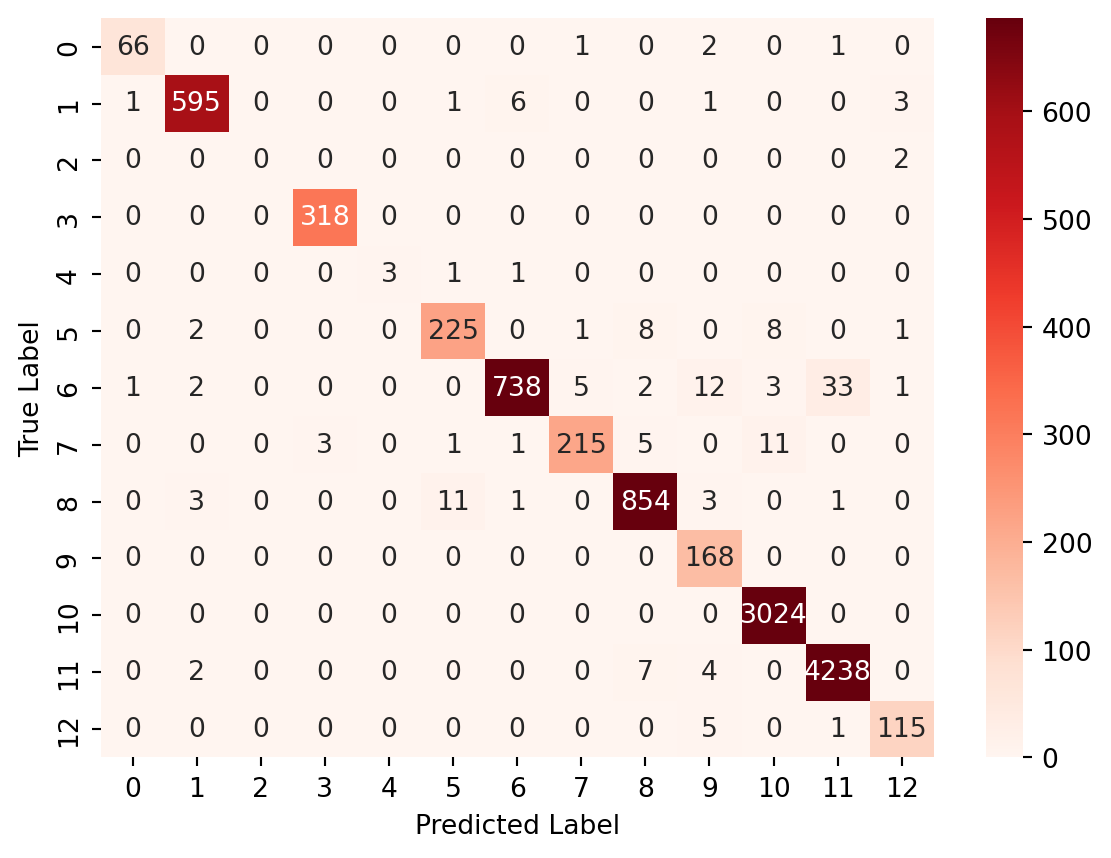 0 66 0 0 0 0 0 0 1 0 2 0 1 0
1 1 595 0 0 0 1 6 0 0 1 0 0 3
2 0 0 0 0 0 0 0 0 0 0 0 0 2
3 0 0 0 318 0 0 0 0 0 0 0 0 0
4 0 0 0 0 3 1 1 0 0 0 0 0 0
5 0 2 0 0 0 225 0 1 8 0 8 0 1
6 1 2 0 0 0 0 738 5 2 12 3 33 1
7 0 0 0 3 0 1 1 215 5 0 11 0 0
8 0 3 0 0 0 11 1 0 854 3 0 1 0
9 0 0 0 0 0 0 0 0 0 168 0 0 0
10 0 0 0 0 0 0 0 0 0 0 3024 0 0
11 0 2 0 0 0 0 0 0 7 4 0 4238 0
12 0 0 0 0 0 0 0 0 0 5 0 1 115
0 1 2 3 4 5 6 7 8 9 10 11 12
Predicted Label
True Label
600
500
400
300
200
100
0